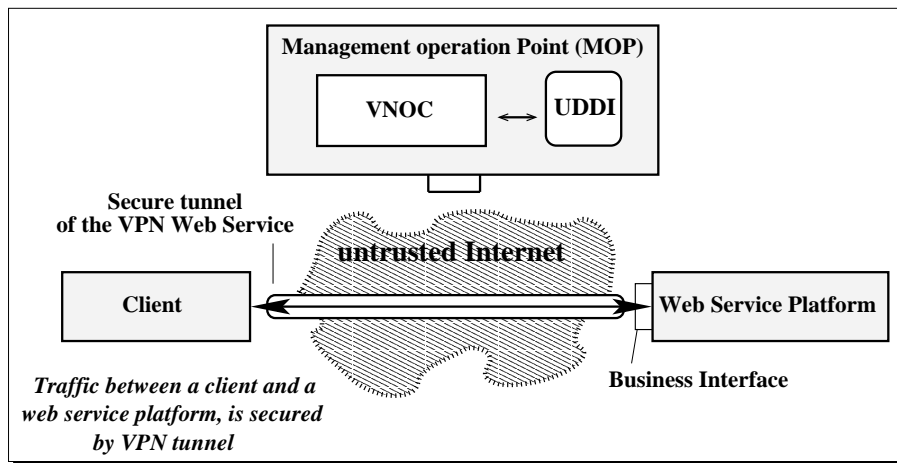 Management operation Point (MOP)
VNOC
UDDI
Secure tunnel
of the VPN Web Service
untrusted Internet
Client
Web Service Platform
Business Interface
Traffic between a client and a
web service platform, is secured
by VPN tunnel